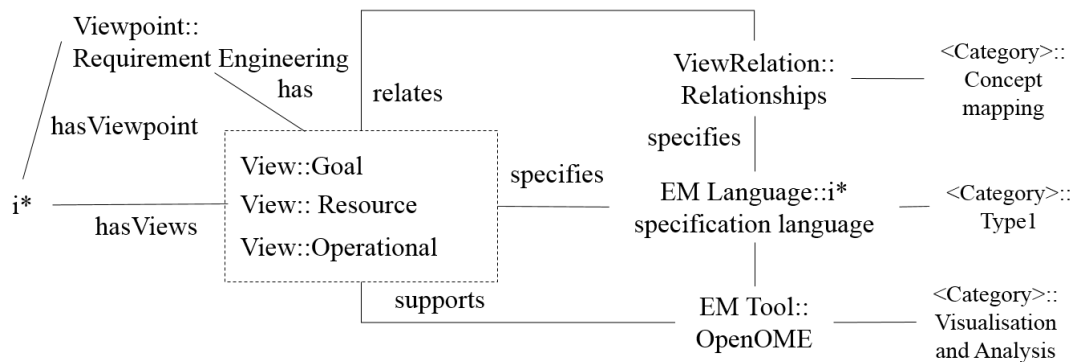 Viewpoint::
Requirement Engineering
has
hasViewpoint
i*
hasViews
relates
View::Goal
View:: Resource
View::Operational
specifies
supports
ViewRelation::
Relationships
specifies
EM Language::i*
specification language
EM Tool::
OpenOME
<Category>::
Concept
mapping
<Category>::
Type1
<Category>::
Visualisation
and Analysis